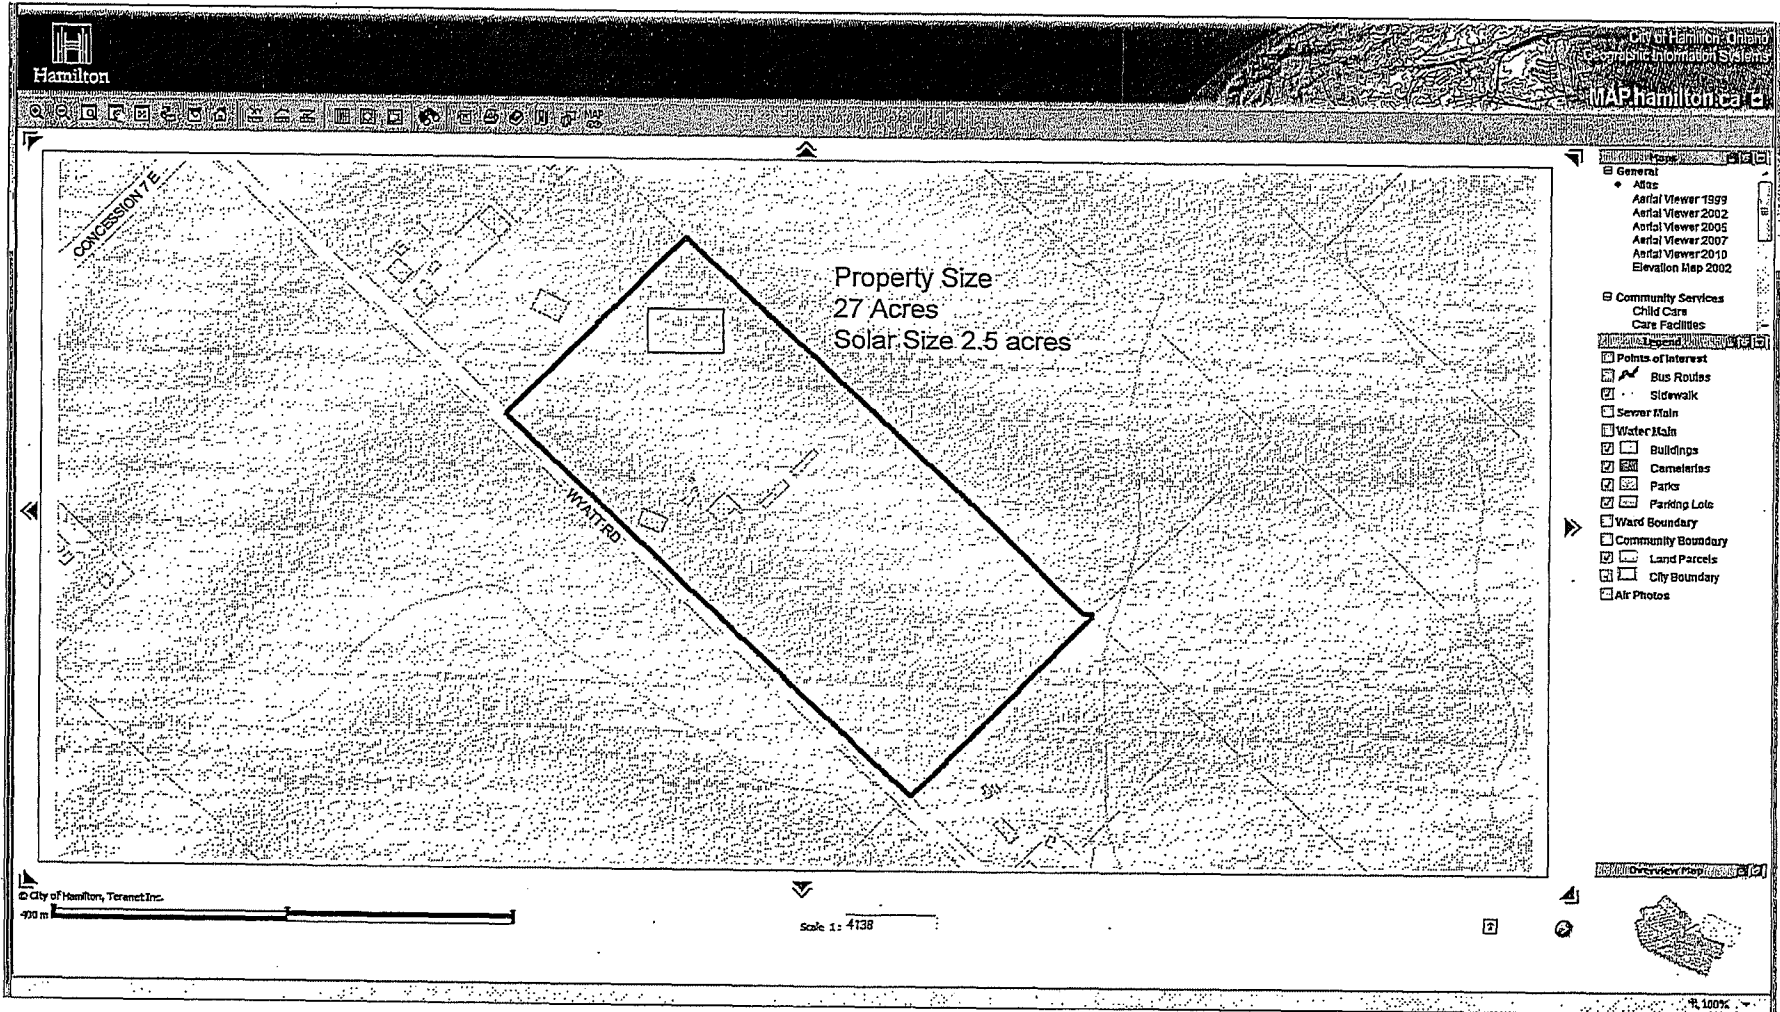 Hamilton
City of Hamilton, Ontario
Geographic Information Systems
MAP.hamilton.ca
MAP
CONCESSION 7 E
Property Size
27 Acres
Solar Size 2.5 acres
WYATT RD
Maps
General
Atlas
Aerial Viewer 1999
Aerial Viewer 2002
Aerial Viewer 2005
Aerial Viewer 2007
Aerial Viewer 2010
Elevation Map 2002
Community Services
Child Care
Care Facilities
Legend
Points of Interest
Bus Routes
Sidewalk
Sewer Main
Water Main
Buildings
Cemeteries
Parks
Parking Lots
Ward Boundary
Community Boundary
Land Parcels
City Boundary
Air Photos
Overview Map
© City of Hamilton, Teranet Inc.
400 m
Scale 1: 4138
100%